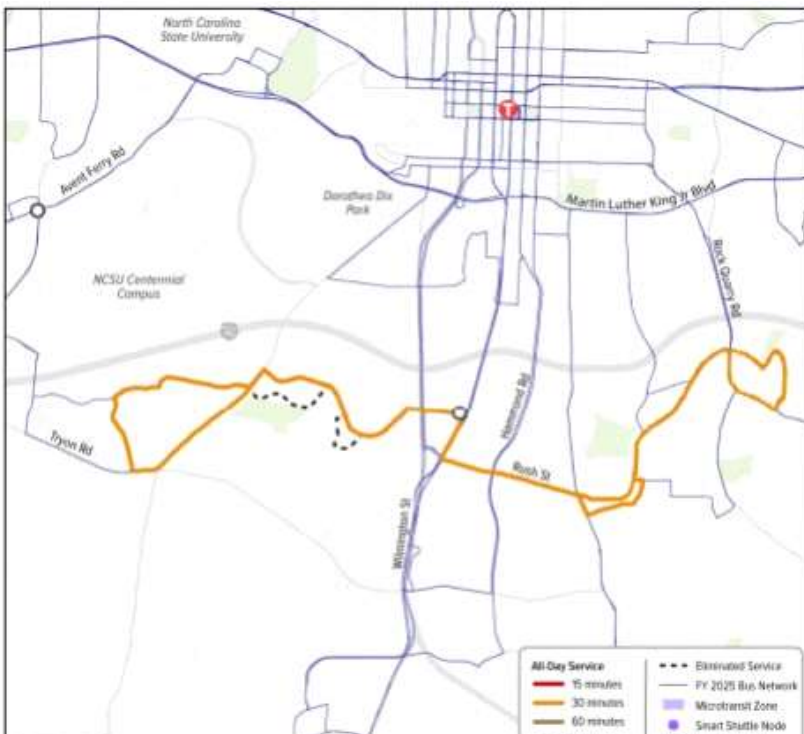 North Carolina
State University
T
Avent Ferry Rd
Dorothea Dix
Park
Martin Luther King Jr Blvd
Rock Quarry Rd
NCSU Centennial
Campus
Hammond Rd
Tryon Rd
Rush St
Wilmington St
All-Day Service
15 minutes
30 minutes
60 minutes
Eliminated Service
FY 2025 Bus Network
Microtransit Zone
Smart Shuttle Node